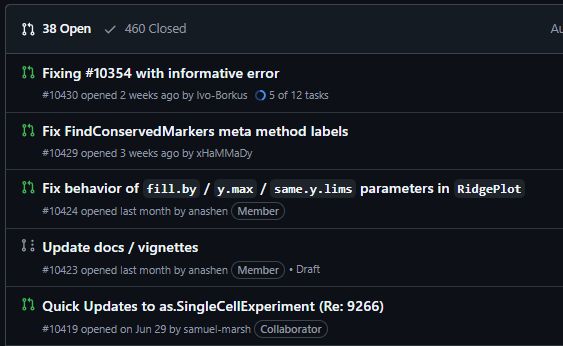 38 Open 460 Closed Au
Fixing #10354 with informative error
#10430 opened 2 weeks ago by Ivo-Borkus 5 of 12 tasks
Fix FindConservedMarkers meta method labels
#10429 opened 3 weeks ago by xHaMMaDy
Fix behavior of fill.by / y.max / same.y.lims parameters in RidgePlot
#10424 opened last month by anashen Member
Update docs / vignettes
#10423 opened last month by anashen Member • Draft
Quick Updates to as.SingleCellExperiment (Re: 9266)
#10419 opened on Jun 29 by samuel-marsh Collaborator